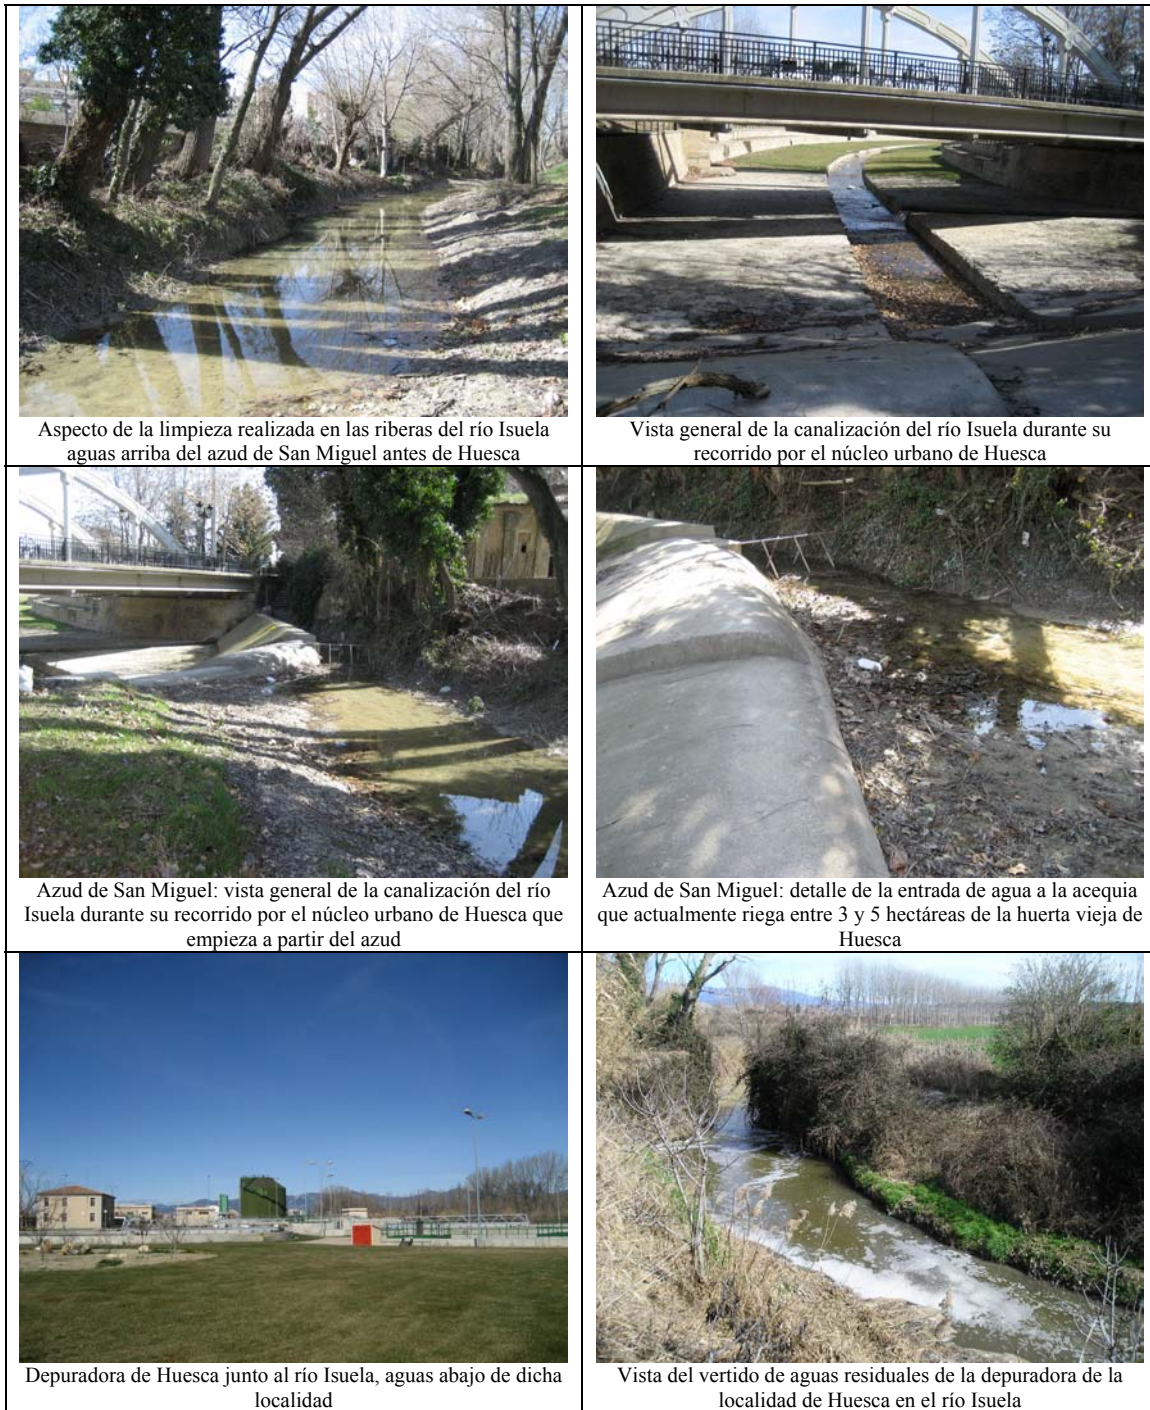 Aspecto de la limpieza realizada en las riberas del río Isuela
aguas arriba del azud de San Miguel antes de Huesca
Vista general de la canalización del río Isuela durante su
recorrido por el núcleo urbano de Huesca
Azud de San Miguel: vista general de la canalización del río
Isuela durante su recorrido por el núcleo urbano de Huesca que
empieza a partir del azud
Azud de San Miguel: detalle de la entrada de agua a la acequia
que actualmente riega entre 3 y 5 hectáreas de la huerta vieja de
Huesca
Depuradora de Huesca junto al río Isuela, aguas abajo de dicha
localidad
Vista del vertido de aguas residuales de la depuradora de la
localidad de Huesca en el río Isuela